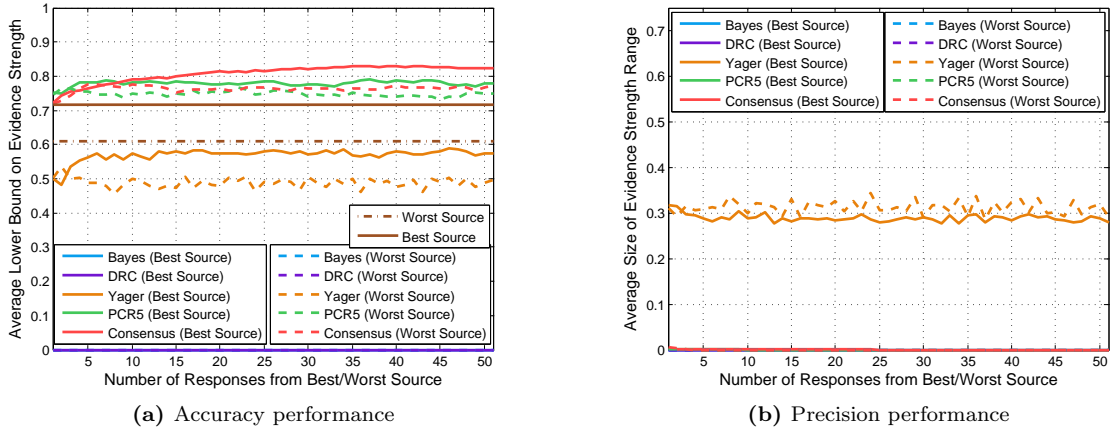 1
0.9
0.8
0.7
0.6
0.5
0.4
0.3
0.2
0.1
0
Average Lower Bound on Evidence Strength
Worst Source
Best Source
Bayes (Best Source)
DRC (Best Source)
Yager (Best Source)
PCR5 (Best Source)
Consensus (Best Source)
Bayes (Worst Source)
DRC (Worst Source)
Yager (Worst Source)
PCR5 (Worst Source)
Consensus (Worst Source)
5 10 15 20 25 30 35 40 45 50
Number of Responses from Best/Worst Source
(a) Accuracy performance
0.7
0.6
0.5
0.4
0.3
0.2
0.1
0
Average Size of Evidence Strength Range
Bayes (Best Source)
DRC (Best Source)
Yager (Best Source)
PCR5 (Best Source)
Consensus (Best Source)
Bayes (Worst Source)
DRC (Worst Source)
Yager (Worst Source)
PCR5 (Worst Source)
Consensus (Worst Source)
5 10 15 20 25 30 35 40 45 50
Number of Responses from Best/Worst Source
(b) Precision performance